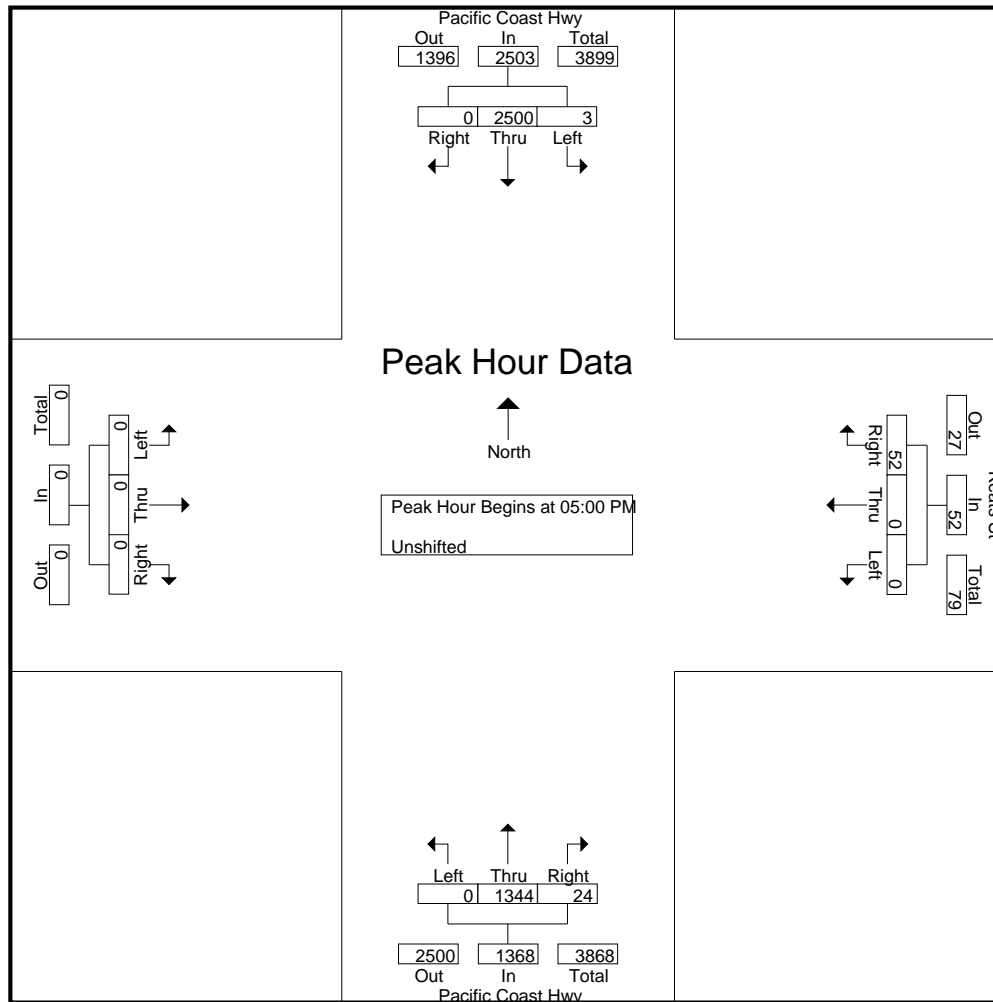 Pacific Coast Hwy
Out In Total
1396 2503 3899
0 2500 3
Right Thru Left
Peak Hour Data
North
Peak Hour Begins at 05:00 PM
Unshifted
Total In Out
0 0 0
0 0 0
Left Thru Right
Right Thru Left
52 0 0
Out In Total
27 52 79
Left Thru Right
0 1344 24
2500 1368 3868
Out In Total
Pacific Coast Hwy